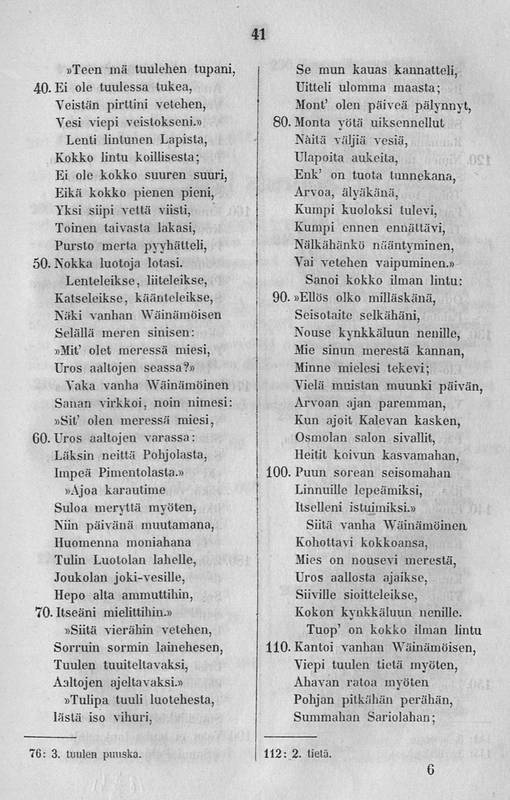 41
»Teen mä tuulehen tupani,
40. Ei ole tuulessa tukea,
Veistän pirttini vetehen,
Vesi viepi veistokseni.»
Lenti lintunen Lapista,
Kokko lintu koillisesta;
Ei ole kokko suuren suuri,
Eikä kokko pienen pieni,
Yksi siipi vettä viisti,
Toinen taivasta lakasi,
Pursto merta pyyhätteli,
50. Nokka luotoja lotasi.
Lenteleikse, liiteleikse,
Katseleikse, käänteleikse,
Näki vanhan Wäinämöisen
Selällä meren sinisen:
»Mit' olet meressä miesi,
Uros aaltojen seassa?»
Vaka vanha Wäinämöinen
Sanan virkkoi, noin nimesi:
»Sit' olen meressä miesi,
60. Uros aaltojen varassa:
Läksin neittä Pohjolasta,
Impeä Pimentolasta.»
»Ajoa karautime
Suloa meryttä myöten,
Niin päivänä muutamana,
Huomenna moniahana
Tulin Luotolan lahelle,
Joukolan joki-vesille,
Hepo alta ammuttihin,
70. Itseäni mielittihin.»
»Siitä vierähin vetehen,
Sorruin sormin lainehesen,
Tuulen tuuiteltavaksi,
Aaltojen ajeltavaksi.»
»Tulipa tuuli luotehesta,
Iästä iso vihuri,
76: 3. tuulen puuska.
Se mun kauas kannatteli,
Uitteli ulomma maasta;
Mont' olen päiveä pälynnyt,
80. Monta yötä uiksennellut
Näitä väljiä vesiä,
Ulapoita aukeita,
Enk' on tuota tunnekana,
Arvoa, älyäkänä,
Kumpi kuoloksi tulevi,
Kumpi ennen ennättävi,
Nälkähänkö nääntyminen,
Vai vetehen vaipuminen.»
Sanoi kokko ilman lintu:
90. »Ellös olko milläskänä,
Seisotaite selkähäni,
Nouse kynkkäluun nenille,
Mie sinun merestä kannan,
Minne mielesi tekevi;
Vielä muistan muunki päivän,
Arvoan ajan paremman,
Kun ajoit Kalevan kasken,
Osmolan salon sivallit,
Heitit koivun kasvamahan,
100. Puun sorean seisomahan
Linnuille lepeämiksi,
Itselleni istuimiksi.»
Siitä vanha Wäinämöinen
Kohottavi kokkoansa,
Mies on nousevi merestä,
Uros aallosta ajaikse,
Siiville sioitteleikse,
Kokon kynkkäluun nenille.
Tuop' on kokko ilman lintu
110. Kantoi vanhan Wäinämöisen,
Viepi tuulen tietä myöten,
Ahavan ratoa myöten
Pohjan pitkähän perähän,
Summahan Sariolahan;
112: 2. tietä.
6